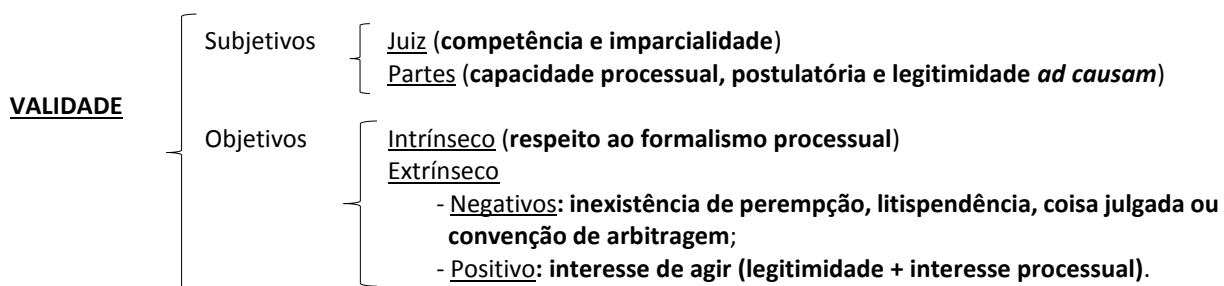 Subjetivos Juiz (competência e imparcialidade)
Partes (capacidade processual, postulatória e legitimidade ad causam)
VALIDADE
Objetivos Intrínseco (respeito ao formalismo processual)
Extrínseco
- Negativos: inexistência de perempção, litispendência, coisa julgada ou
convenção de arbitragem;
- Positivo: interesse de agir (legitimidade + interesse processual).